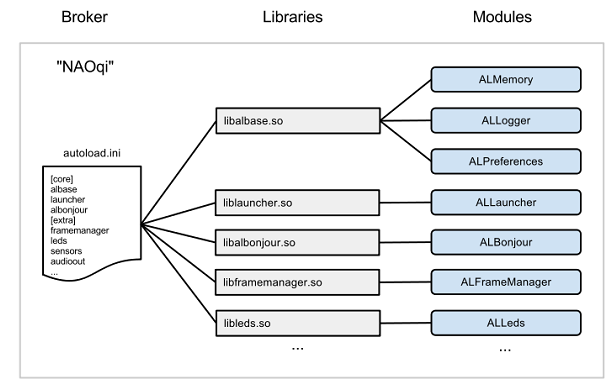 Broker
Libraries
Modules
"NAOqi"
autoload.ini
[core]
albase
launcher
albonjour
[extra]
framemanager
leds
sensors
audioout
...
libalbase.so
liblauncher.so
libalbonjour.so
libframemanager.so
libleds.so
...
ALMemory
ALLogger
ALPreferences
ALLauncher
ALBonjour
ALFrameManager
ALLeds
...